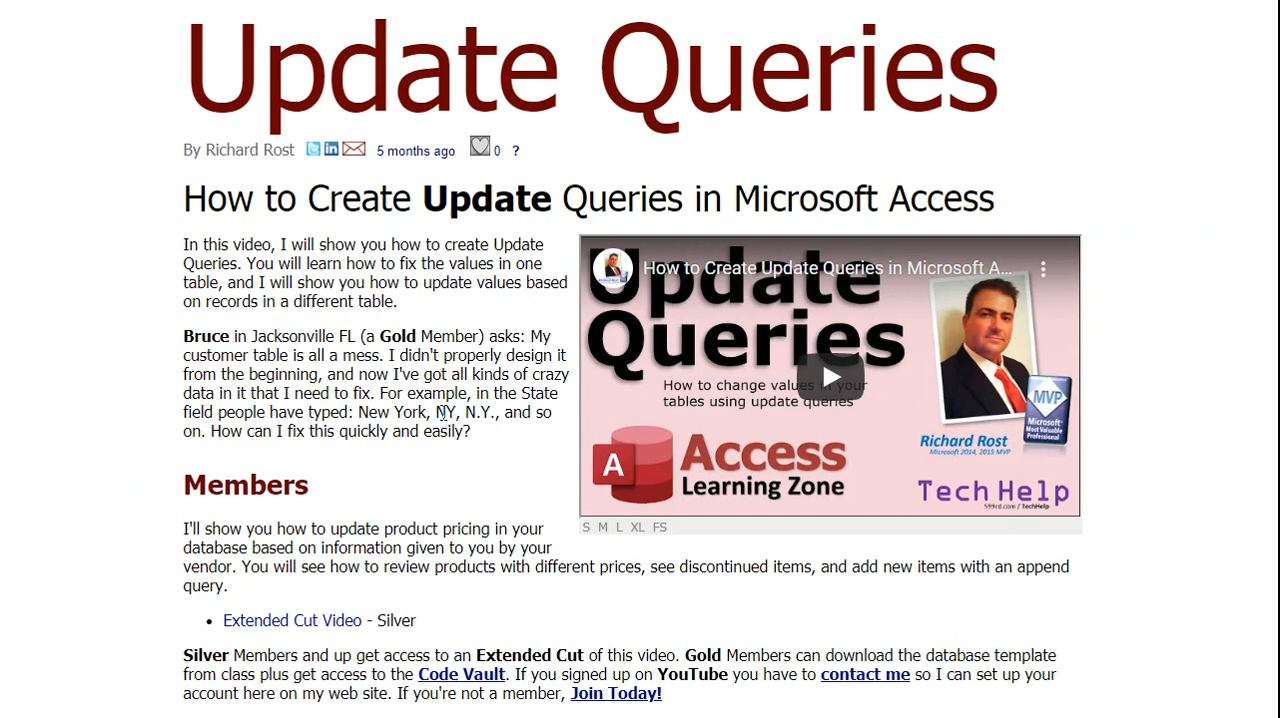 Update Queries
By Richard Rost 5 months ago 0 ?
How to Create Update Queries in Microsoft Access
In this video, I will show you how to create Update
Queries. You will learn how to fix the values in one
table, and I will show you how to update values based
on records in a different table.
Bruce in Jacksonville FL (a Gold Member) asks: My
customer table is all a mess. I didn't properly design it
from the beginning, and now I've got all kinds of crazy
data in it that I need to fix. For example, in the State
field people have typed: New York, NY, N.Y., and so
on. How can I fix this quickly and easily?
How to Create Update Queries in Microsoft A...
Update
Queries
How to change values in your
tables using update queries
A Access
Learning Zone
MVP
Microsoft
Most Valuable
Professional
Richard Rost
Microsoft 2014, 2015 MVP
Tech Help
599cd.com / TechHelp
S M L XL FS
Members
I'll show you how to update product pricing in your
database based on information given to you by your
vendor. You will see how to review products with different prices, see discontinued items, and add new items with an append
query.
• Extended Cut Video - Silver
Silver Members and up get access to an Extended Cut of this video. Gold Members can download the database template
from class plus get access to the Code Vault. If you signed up on YouTube you have to contact me so I can set up your
account here on my web site. If you're not a member, Join Today!